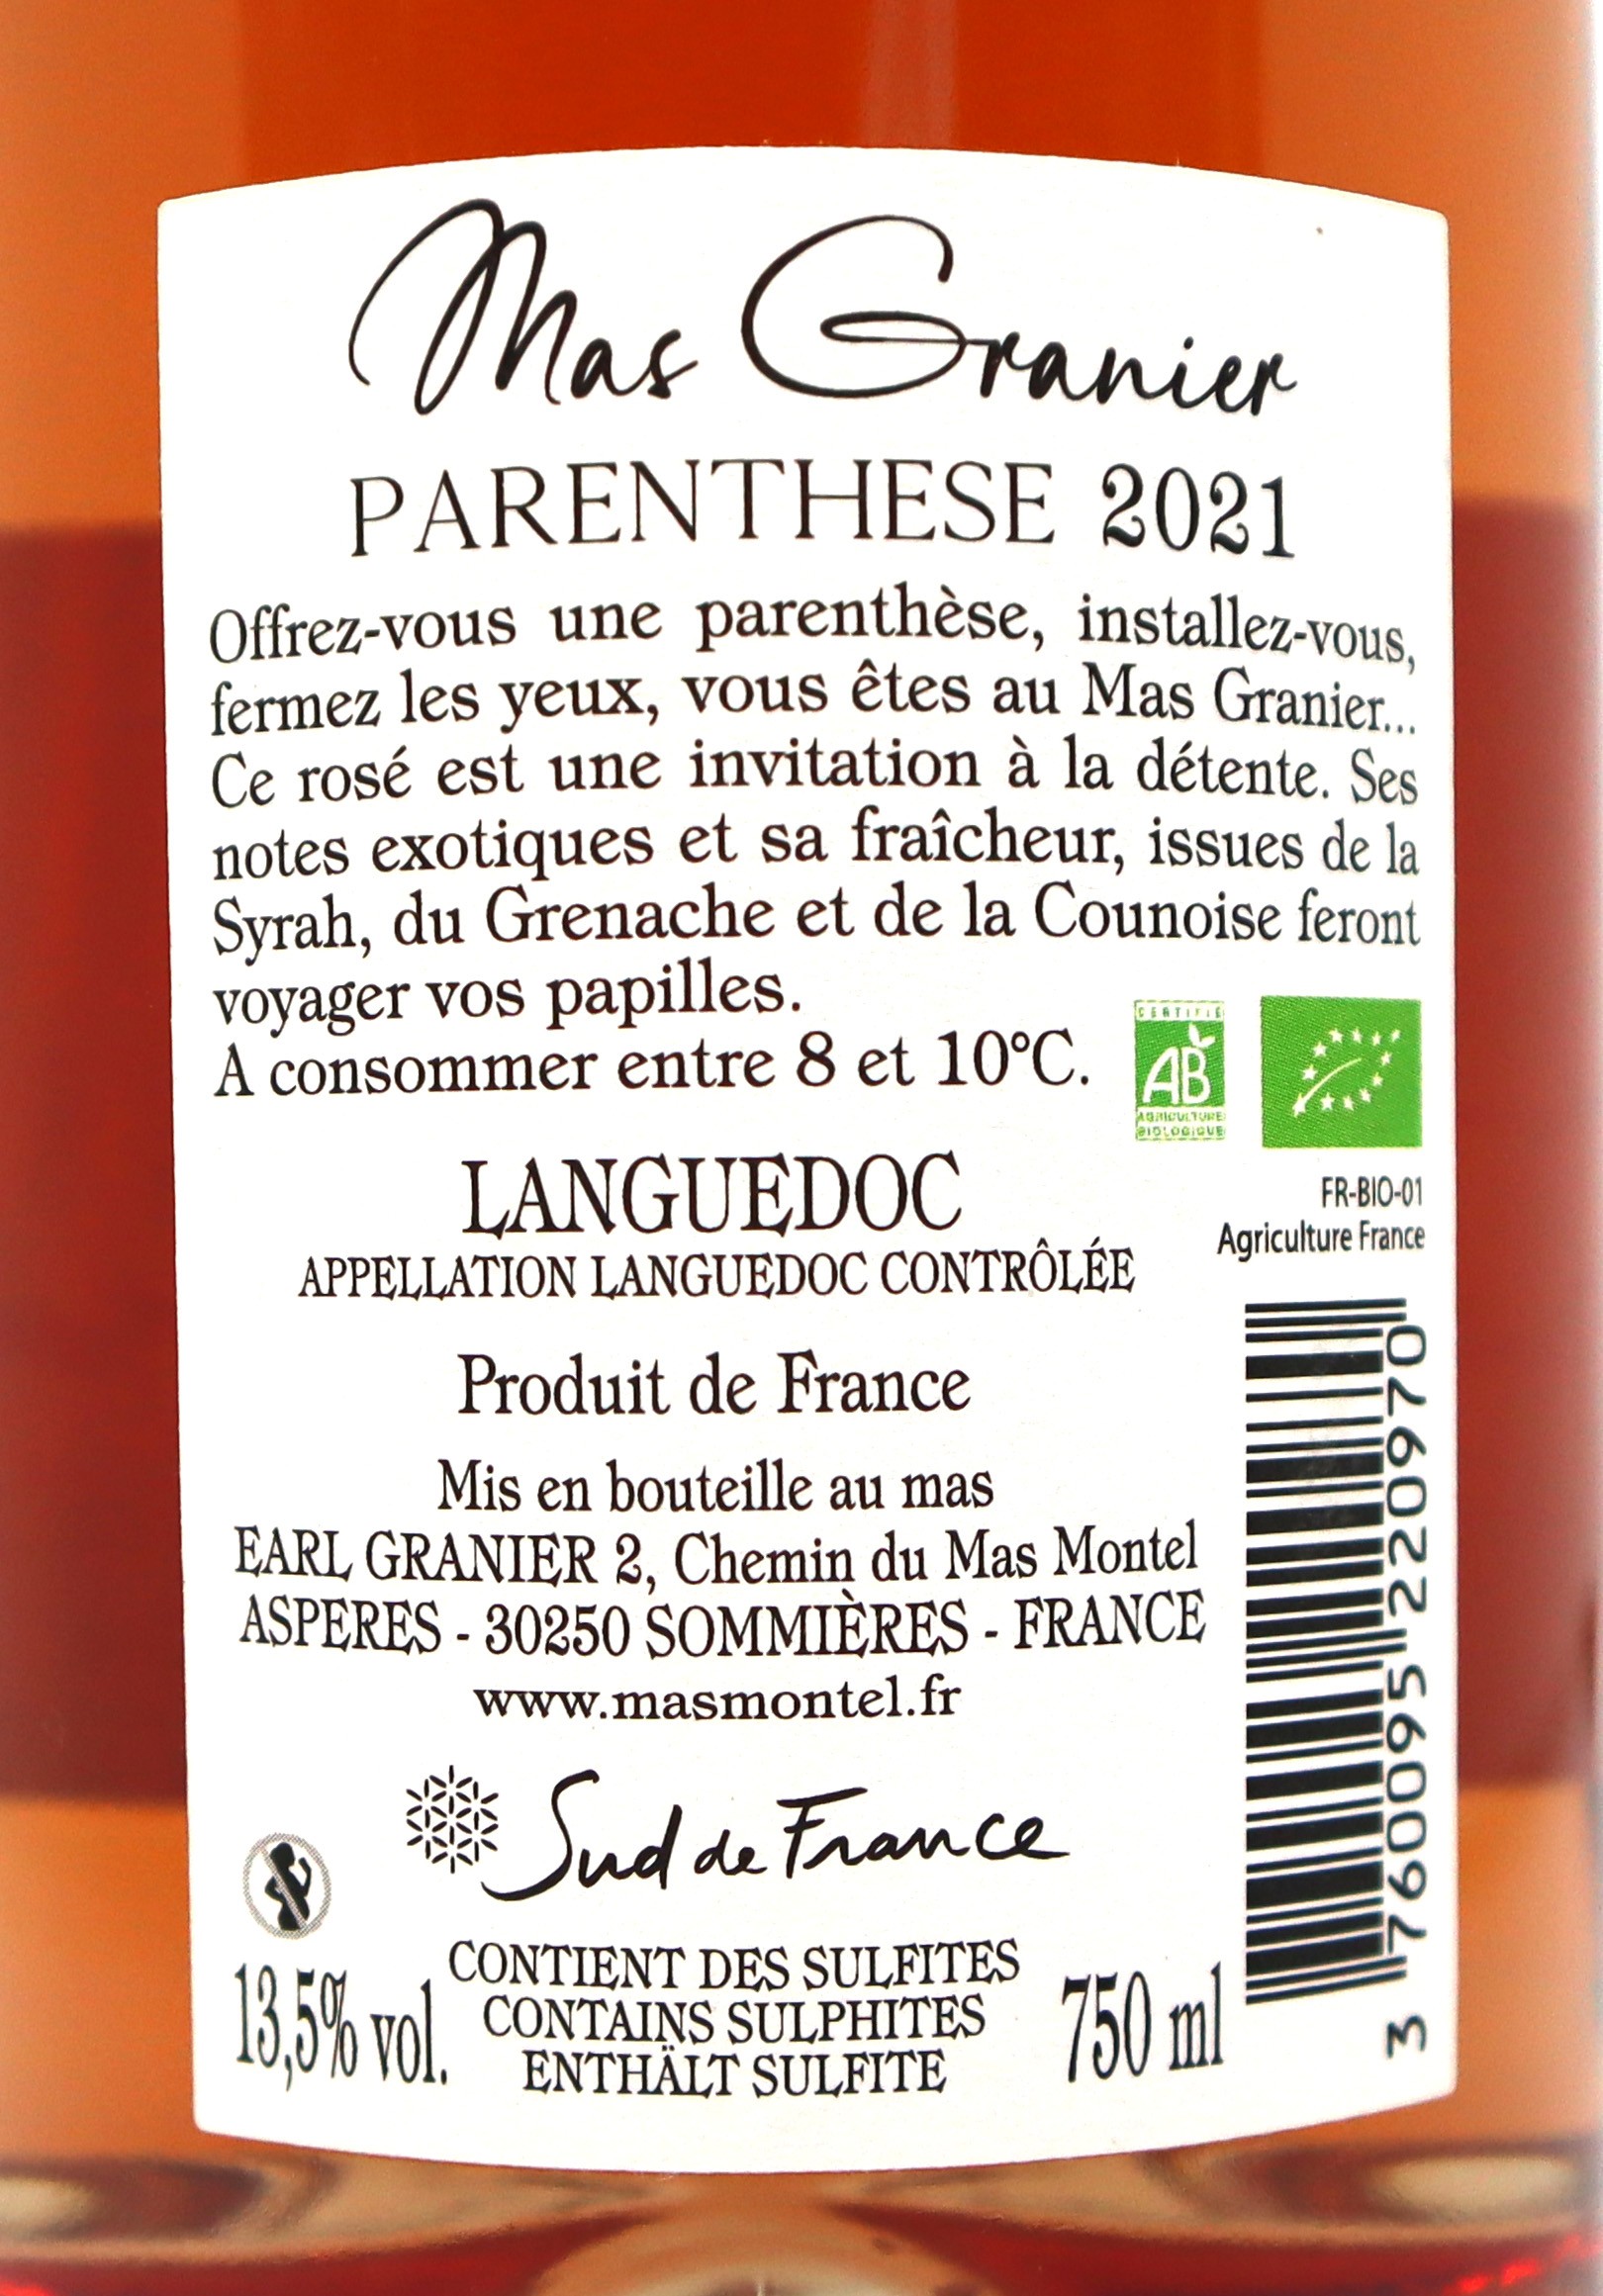 Mas Granier
PARENTHESE 2021
Offrez-vous une parenthèse, installez-vous,
fermez les yeux, vous êtes au Mas Granier...
Ce rosé est une invitation à la détente. Ses
notes exotiques et sa fraîcheur, issues de la
Syrah, du Grenache et de la Counoise feront
voyager vos papilles.
A consommer entre 8 et 10°C.
CERTIFIÉ
AB
AGRICULTURE
BIOLOGIQUE
FR-BIO-01
Agriculture France
LANGUEDOC
APPELLATION LANGUEDOC CONTRÔLÉE
Produit de France
Mis en bouteille au mas
EARL GRANIER 2, Chemin du Mas Montel
ASPERES - 30250 SOMMIÈRES - FRANCE
www.masmontel.fr
Sud de France
13,5% vol.
CONTIENT DES SULFITES
CONTAINS SULPHITES
ENTHÄLT SULFITE
750 ml
3 760095 220970